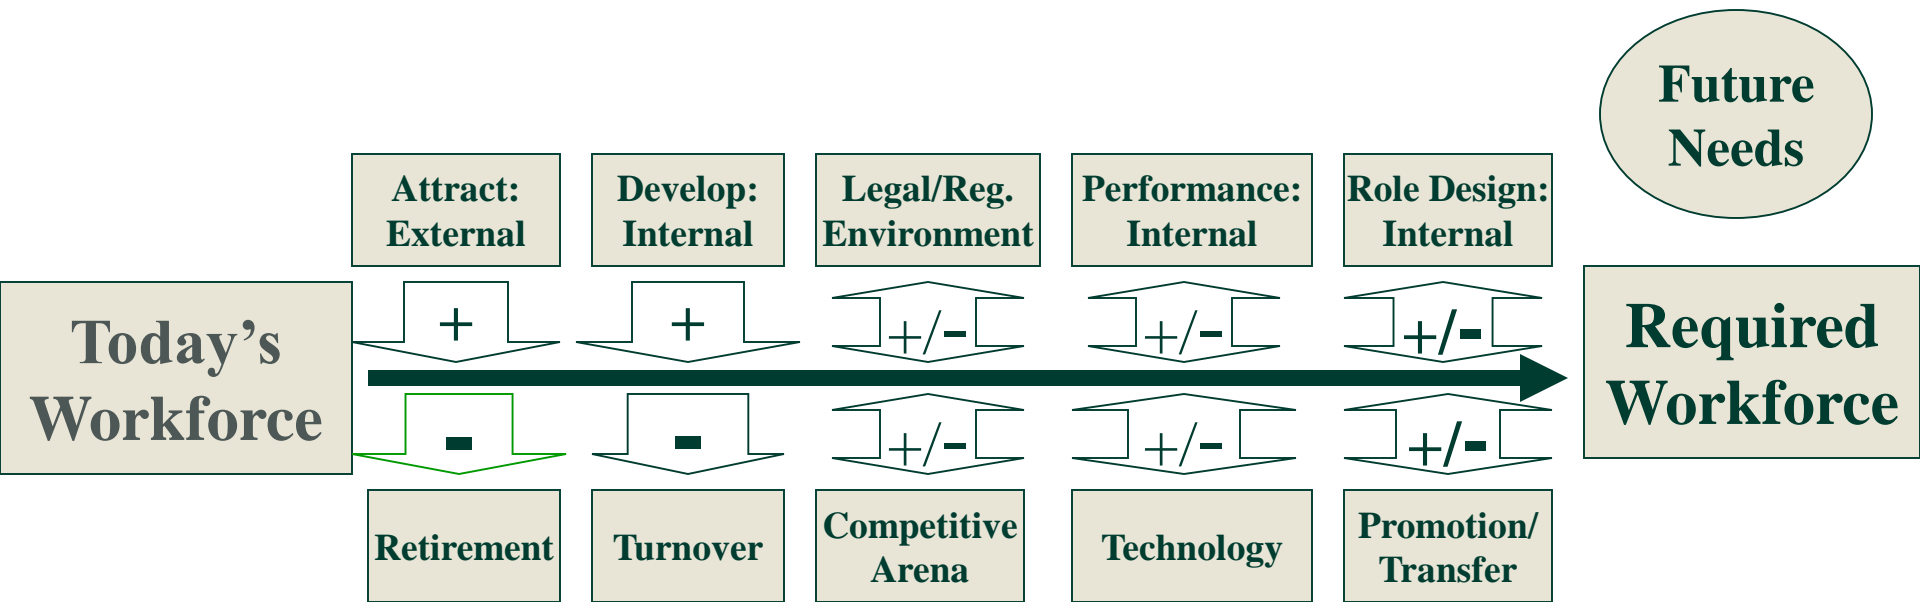 Future
Needs
Attract:
External
Develop:
Internal
Legal/Reg.
Environment
Performance:
Internal
Role Design:
Internal
Today’s
Workforce
+
+
+/-
+/-
+/-
Required
Workforce
-
-
+/-
+/-
+/-
Retirement
Turnover
Competitive
Arena
Technology
Promotion/
Transfer